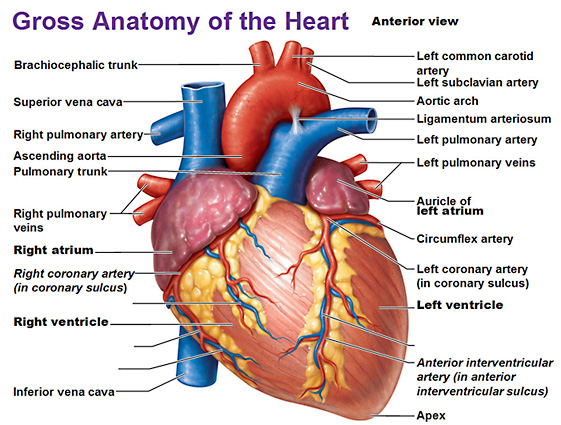 Gross Anatomy of the Heart
Anterior view
Brachiocephalic trunk
Superior vena cava
Right pulmonary artery
Ascending aorta
Pulmonary trunk
Right pulmonary
veins
Right atrium
Right coronary artery
(in coronary sulcus)
Right ventricle
Inferior vena cava
Left common carotid
artery
Left subclavian artery
Aortic arch
Ligamentum arteriosum
Left pulmonary artery
Left pulmonary veins
Auricle of
left atrium
Circumflex artery
Left coronary artery
(in coronary sulcus)
Left ventricle
Anterior interventricular
artery (in anterior
interventricular sulcus)
Apex